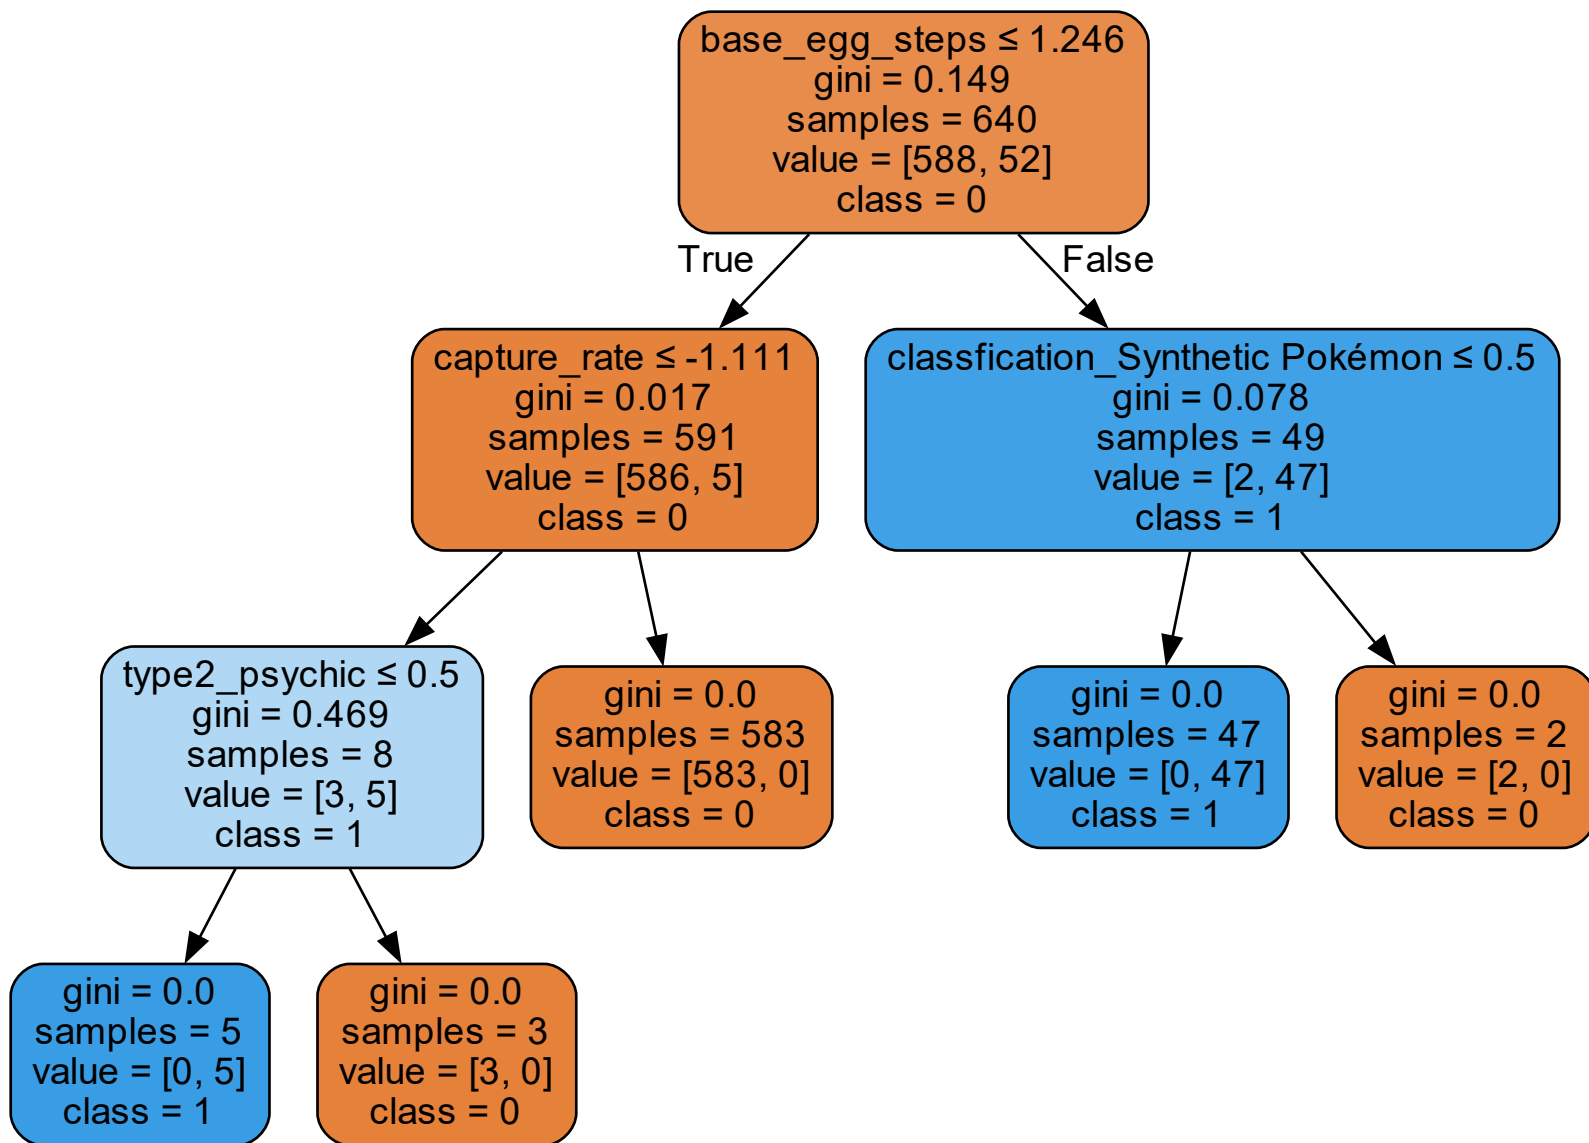 base_egg_steps ≤ 1.246
gini = 0.149
samples = 640
value = [588, 52]
class = 0
True
False
capture_rate ≤ -1.111
gini = 0.017
samples = 591
value = [586, 5]
class = 0
classfication_Synthetic Pokémon ≤ 0.5
gini = 0.078
samples = 49
value = [2, 47]
class = 1
type2_psychic ≤ 0.5
gini = 0.469
samples = 8
value = [3, 5]
class = 1
gini = 0.0
samples = 583
value = [583, 0]
class = 0
gini = 0.0
samples = 47
value = [0, 47]
class = 1
gini = 0.0
samples = 2
value = [2, 0]
class = 0
gini = 0.0
samples = 5
value = [0, 5]
class = 1
gini = 0.0
samples = 3
value = [3, 0]
class = 0